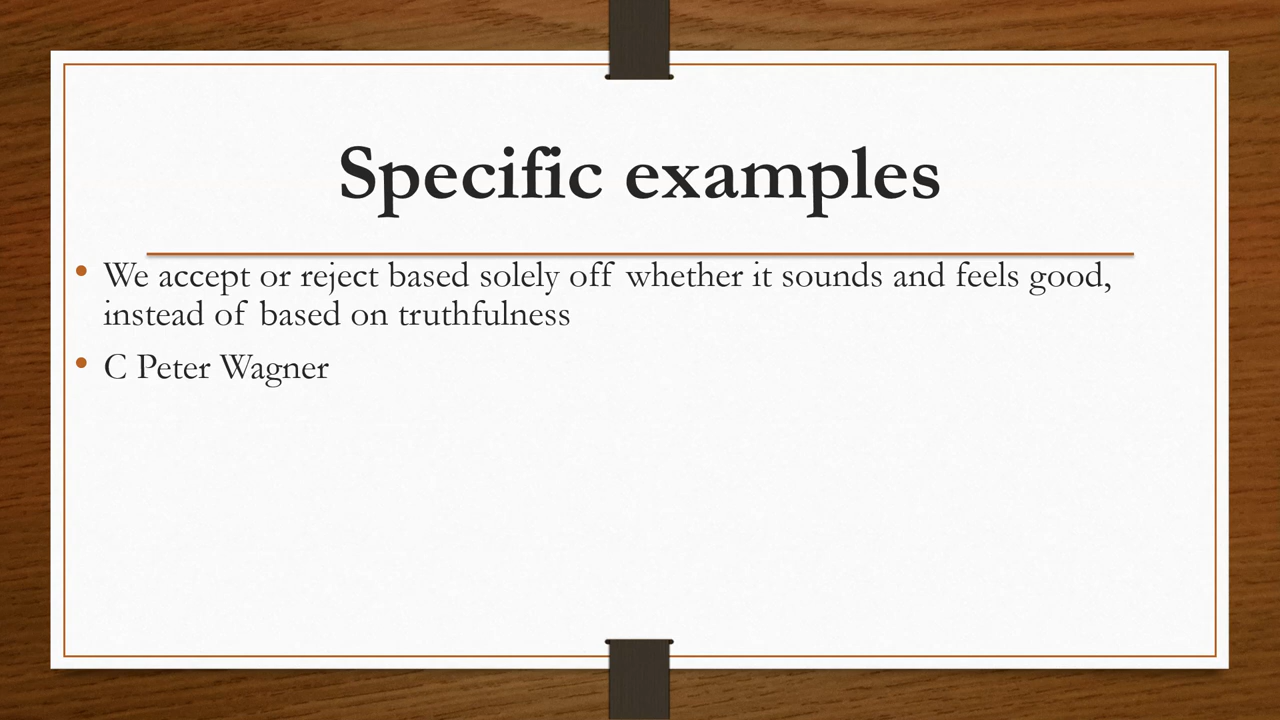 Specific examples
• We accept or reject based solely off whether it sounds and feels good,
instead of based on truthfulness
• C Peter Wagner